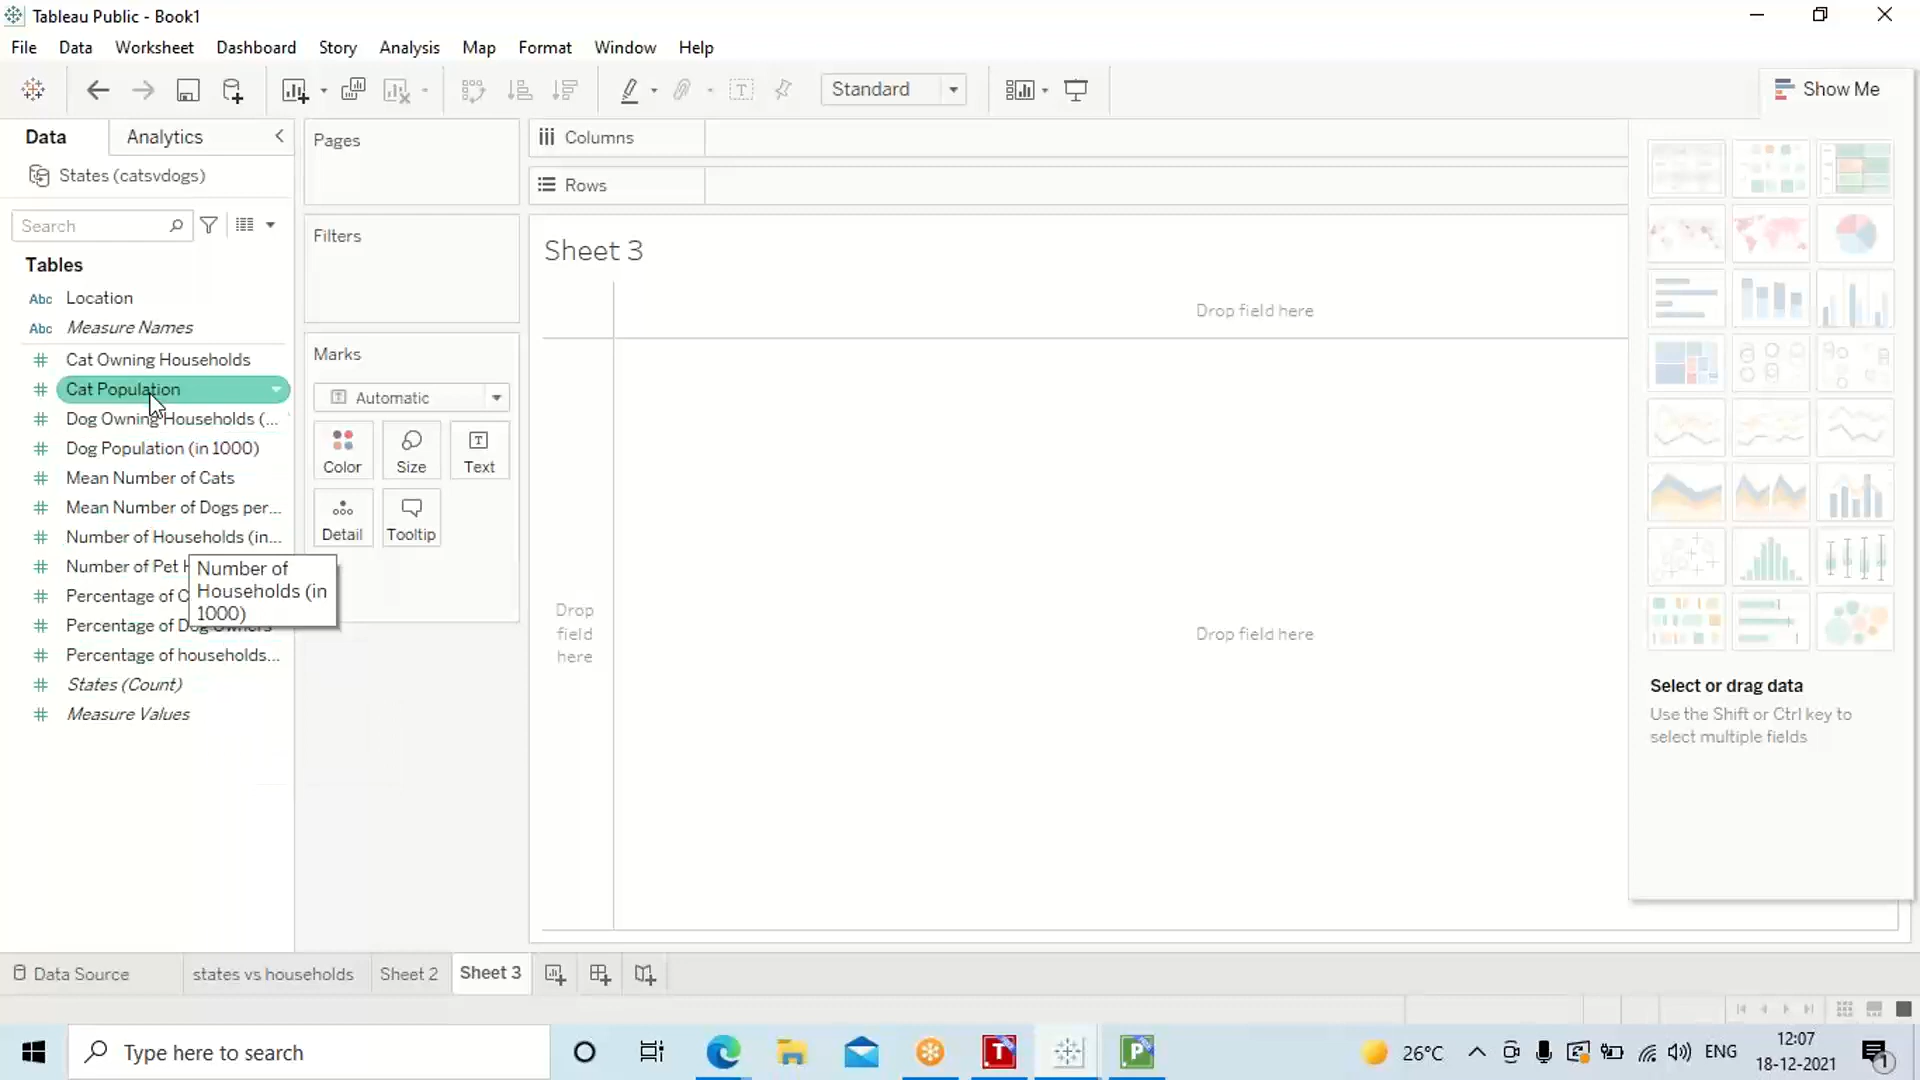 Tableau Public - Book1
File Data Worksheet Dashboard Story Analysis Map Format Window Help
Standard
Show Me
Data Analytics
States (catsvdogs)
Search
Tables
Abc Location
Abc Measure Names
Cat Owning Households
Cat Population
Dog Owning Households (...
Dog Population (in 1000)
Mean Number of Cats
Mean Number of Dogs per...
Number of Households (in...
Number of Pet H
Percentage of C
Percentage of Dog Owners
Percentage of households...
States (Count)
Measure Values
Number of
Households (in
1000)
Pages
Filters
Marks
Automatic
Color Size Text
Detail Tooltip
Columns
Rows
Sheet 3
Drop field here
Drop
field
here
Drop field here
Select or drag data
Use the Shift or Ctrl key to
select multiple fields
Data Source states vs households Sheet 2 Sheet 3
Type here to search
T
P
26°C
ENG
12:07
18-12-2021
1